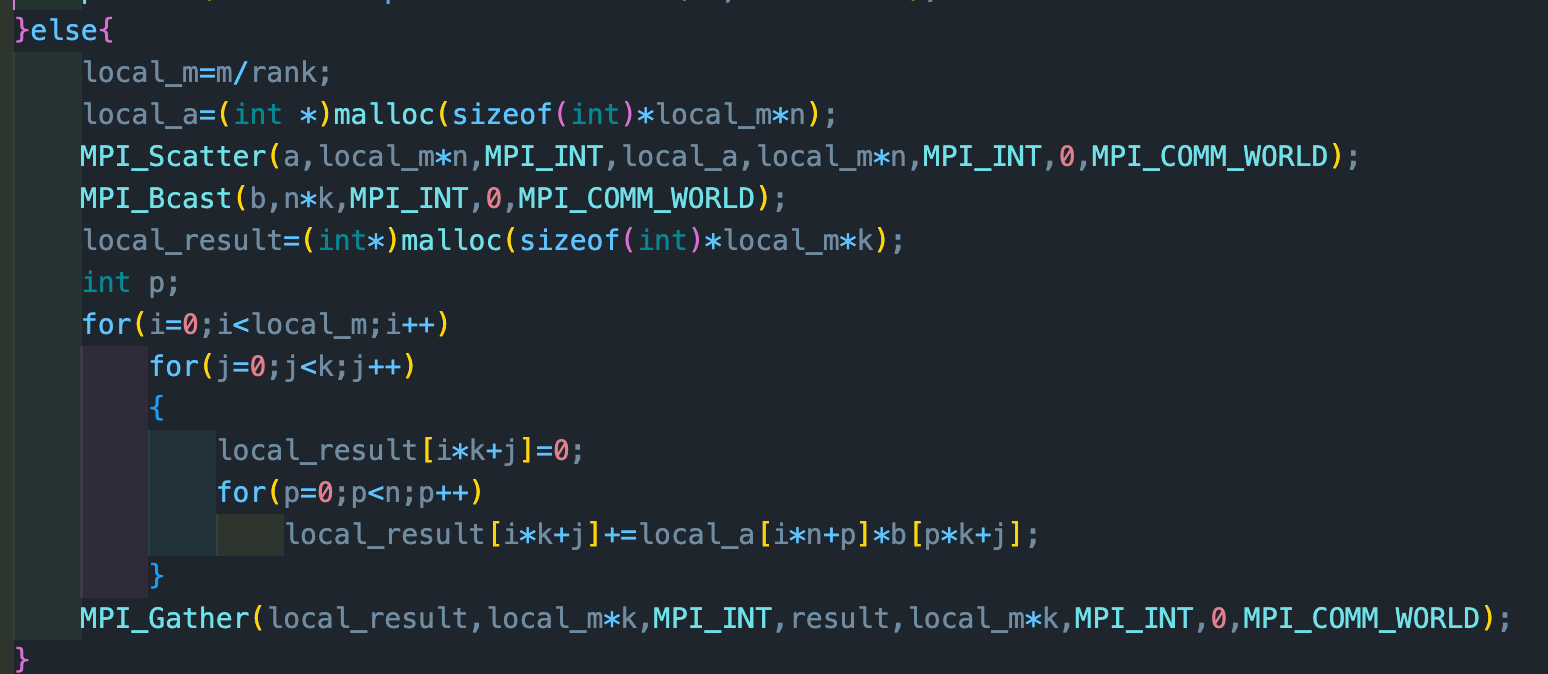 }else{
    local_m=m/rank;
    local_a=(int *)malloc(sizeof(int)*local_m*n);
    MPI_Scatter(a,local_m*n,MPI_INT,local_a,local_m*n,MPI_INT,0,MPI_COMM_WORLD);
    MPI_Bcast(b,n*k,MPI_INT,0,MPI_COMM_WORLD);
    local_result=(int*)malloc(sizeof(int)*local_m*k);
    int p;
    for(i=0;i<local_m;i++)
        for(j=0;j<k;j++)
        {
            local_result[i*k+j]=0;
            for(p=0;p<n;p++)
                local_result[i*k+j]+=local_a[i*n+p]*b[p*k+j];
        }
    MPI_Gather(local_result,local_m*k,MPI_INT,result,local_m*k,MPI_INT,0,MPI_COMM_WORLD);
}